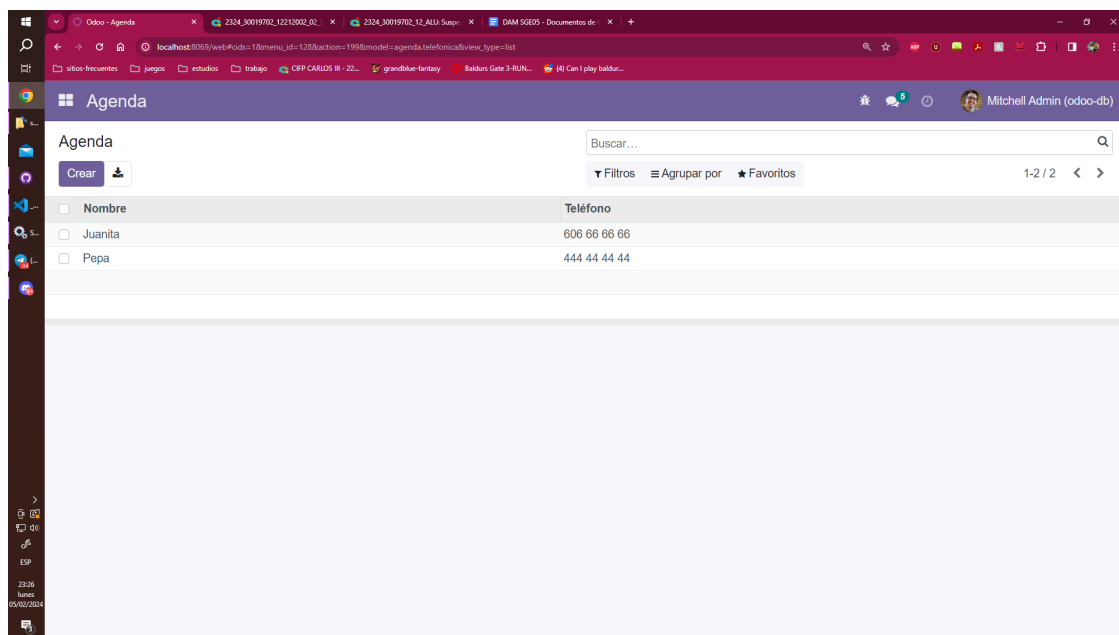 Odoo - Agenda
2324_30019702_12212002_02_
2324_30019702_12_ALU: Suspe
DAM SGE05 - Documentos de
localhost:8069/web#cids=1&menu_id=128&action=199&model=agenda.telefonica&view_type=list
sitios-frecuentes juegos estudios trabajo CIFP CARLOS III - 22... grandblue-fantasy Baldurs Gate 3-RUN... (4) Can I play baldur...
Agenda
5
Mitchell Admin (odoo-db)
Agenda
Buscar...
Crear
Filtros Agrupar por Favoritos
1-2 / 2
Nombre Teléfono
Juanita 606 66 66 66
Pepa 444 44 44 44
ESP
23:26
lunes
05/02/2024